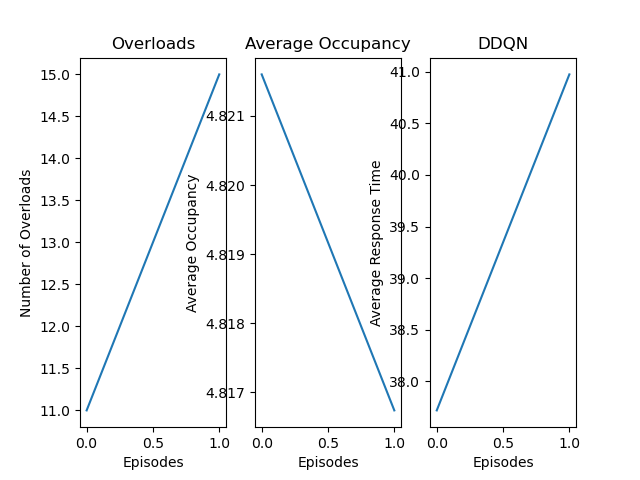 Overloads
Number of Overloads
15.0
14.5
14.0
13.5
13.0
12.5
12.0
11.5
11.0
0.0 0.5 1.0
Episodes
Average Occupancy
Average Occupancy
4.821
4.820
4.819
4.818
4.817
0.0 0.5 1.0
Episodes
DDQN
Average Response Time
41.0
40.5
40.0
39.5
39.0
38.5
38.0
0.0 0.5 1.0
Episodes